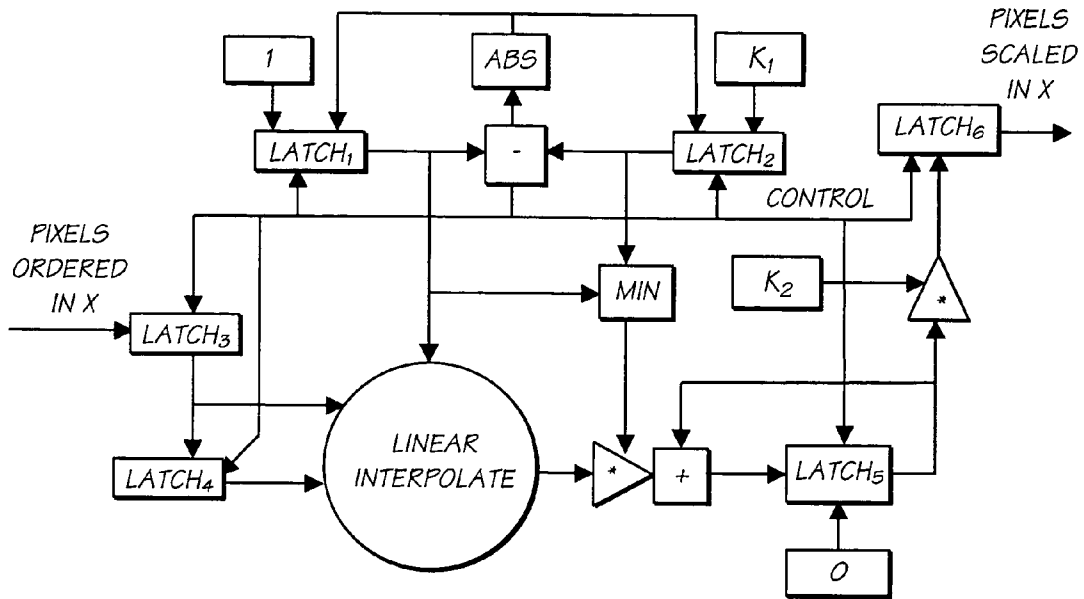 PIXELS
SCALED
IN X
1
ABS
K₁
LATCH₁
-
LATCH₂
LATCH₆
CONTROL
PIXELS
ORDERED
IN X
MIN
K₂
*
LATCH₃
LINEAR
INTERPOLATE
LATCH₄
*
+
LATCH₅
0